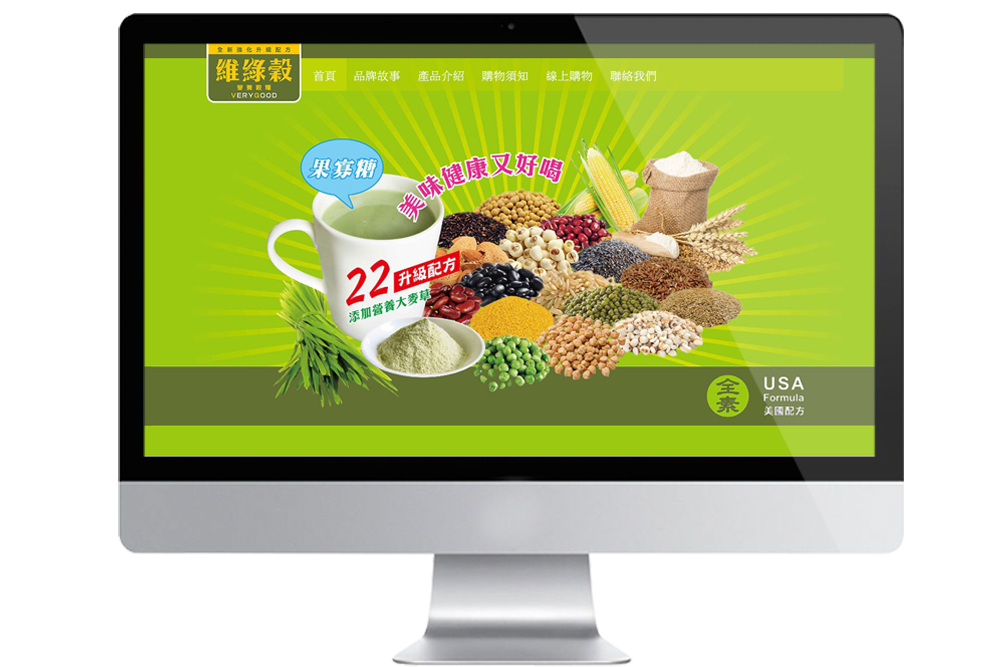 全新強化升級配方
維綠穀
營養穀糧
VERYGOOD
首頁 品牌故事 產品介紹 購物須知 線上購物 聯絡我們
果寡糖
美味健康又好喝
22升級配方
添加營養大麥草
全素
USA
Formula
美國配方